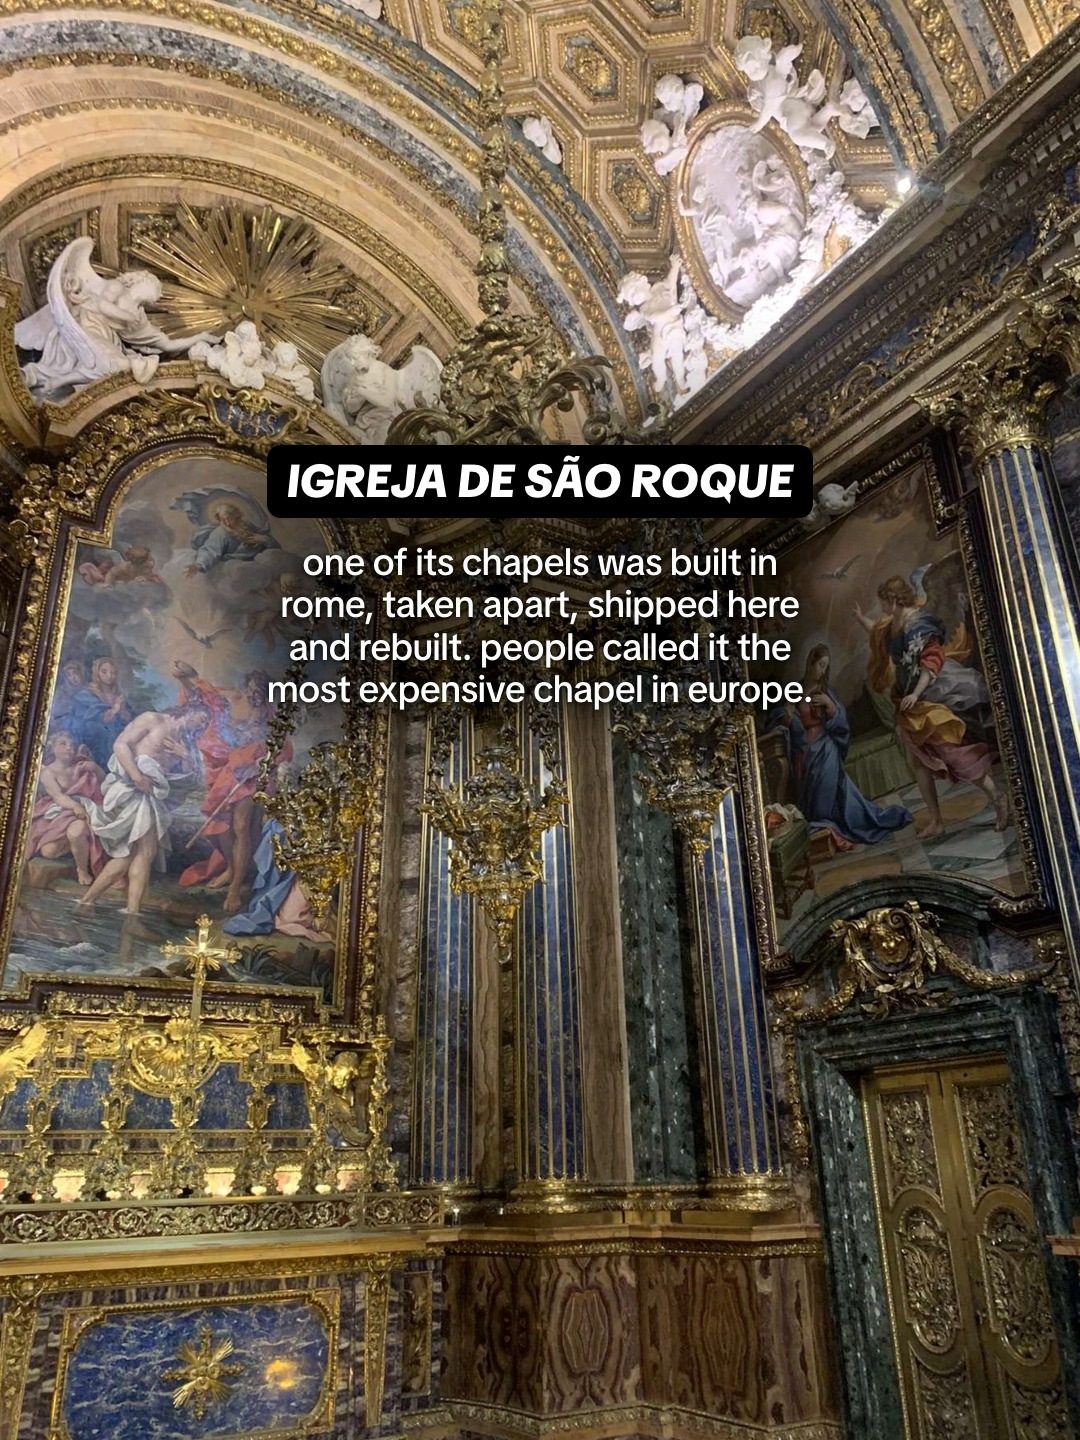 IGREJA DE SÃO ROQUE
one of its chapels was built in
rome, taken apart, shipped here
and rebuilt. people called it the
most expensive chapel in europe.